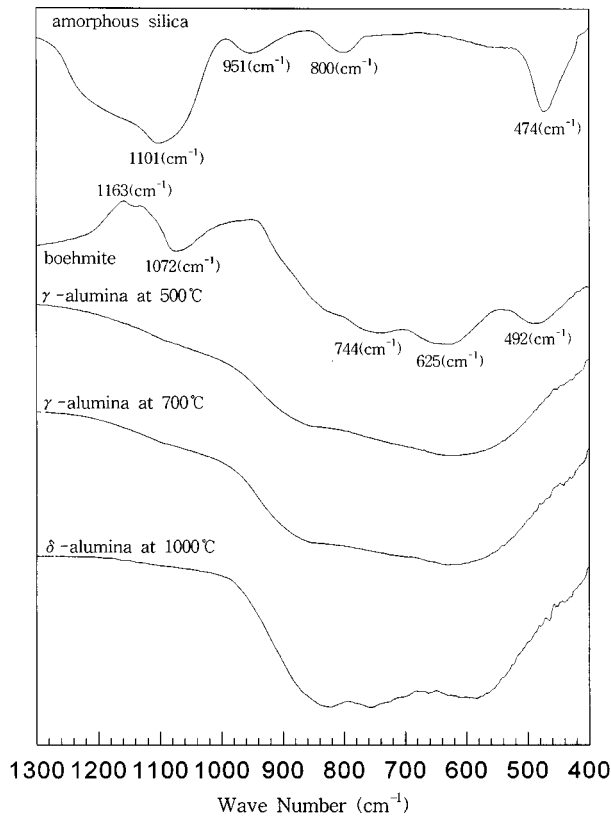 amorphous silica
951(cm⁻¹)
800(cm⁻¹)
474(cm⁻¹)
1101(cm⁻¹)
1163(cm⁻¹)
boehmite
1072(cm⁻¹)
γ-alumina at 500℃
744(cm⁻¹)
625(cm⁻¹)
492(cm⁻¹)
γ-alumina at 700℃
δ-alumina at 1000℃
1300 1200 1100 1000 900 800 700 600 500 400
Wave Number (cm⁻¹)